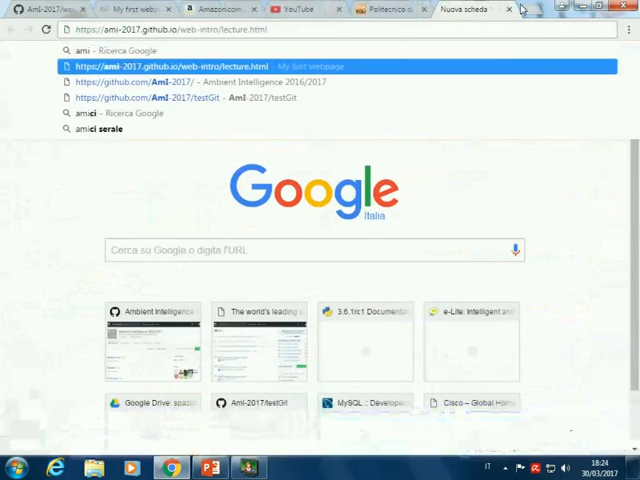 AmI-2017/we
My first webp
Amazon.com
YouTube
Politecnico d
Nuova scheda
https://ami-2017.github.io/web-intro/lecture.html
ami - Ricerca Google
https://ami-2017.github.io/web-intro/lecture.html - My first webpage
https://github.com/AmI-2017/ - Ambient Intelligence 2016/2017
https://github.com/AmI-2017/testGit - AmI-2017/testGit
amici - Ricerca Google
amici serale
Google
Italia
Cerca su Google o digita l'URL
Ambient Intelligence
The world's leading s
3.6.1rc1 Documentat
e-Lite: Intelligent and
Google Drive: spazio
AmI-2017/testGit
MySQL :: Develope
Cisco – Global Home
IT
18:24
30/03/2017